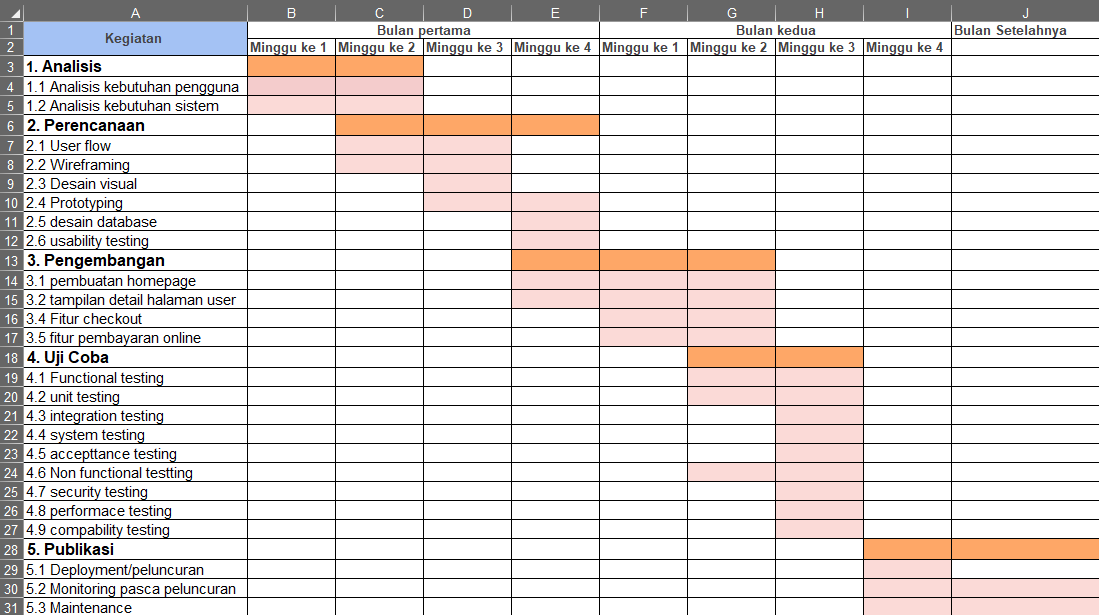 A B C D E F G H I J
1 Kegiatan Bulan pertama Bulan kedua Bulan Setelahnya
2 Minggu ke 1 Minggu ke 2 Minggu ke 3 Minggu ke 4 Minggu ke 1 Minggu ke 2 Minggu ke 3 Minggu ke 4
3 1. Analisis
4 1.1 Analisis kebutuhan pengguna
5 1.2 Analisis kebutuhan sistem
6 2. Perencanaan
7 2.1 User flow
8 2.2 Wireframing
9 2.3 Desain visual
10 2.4 Prototyping
11 2.5 desain database
12 2.6 usability testing
13 3. Pengembangan
14 3.1 pembuatan homepage
15 3.2 tampilan detail halaman user
16 3.4 Fitur checkout
17 3.5 fitur pembayaran online
18 4. Uji Coba
19 4.1 Functional testing
20 4.2 unit testing
21 4.3 integration testing
22 4.4 system testing
23 4.5 accepttance testing
24 4.6 Non functional testting
25 4.7 security testing
26 4.8 performace testing
27 4.9 compability testing
28 5. Publikasi
29 5.1 Deployment/peluncuran
30 5.2 Monitoring pasca peluncuran
31 5.3 Maintenance